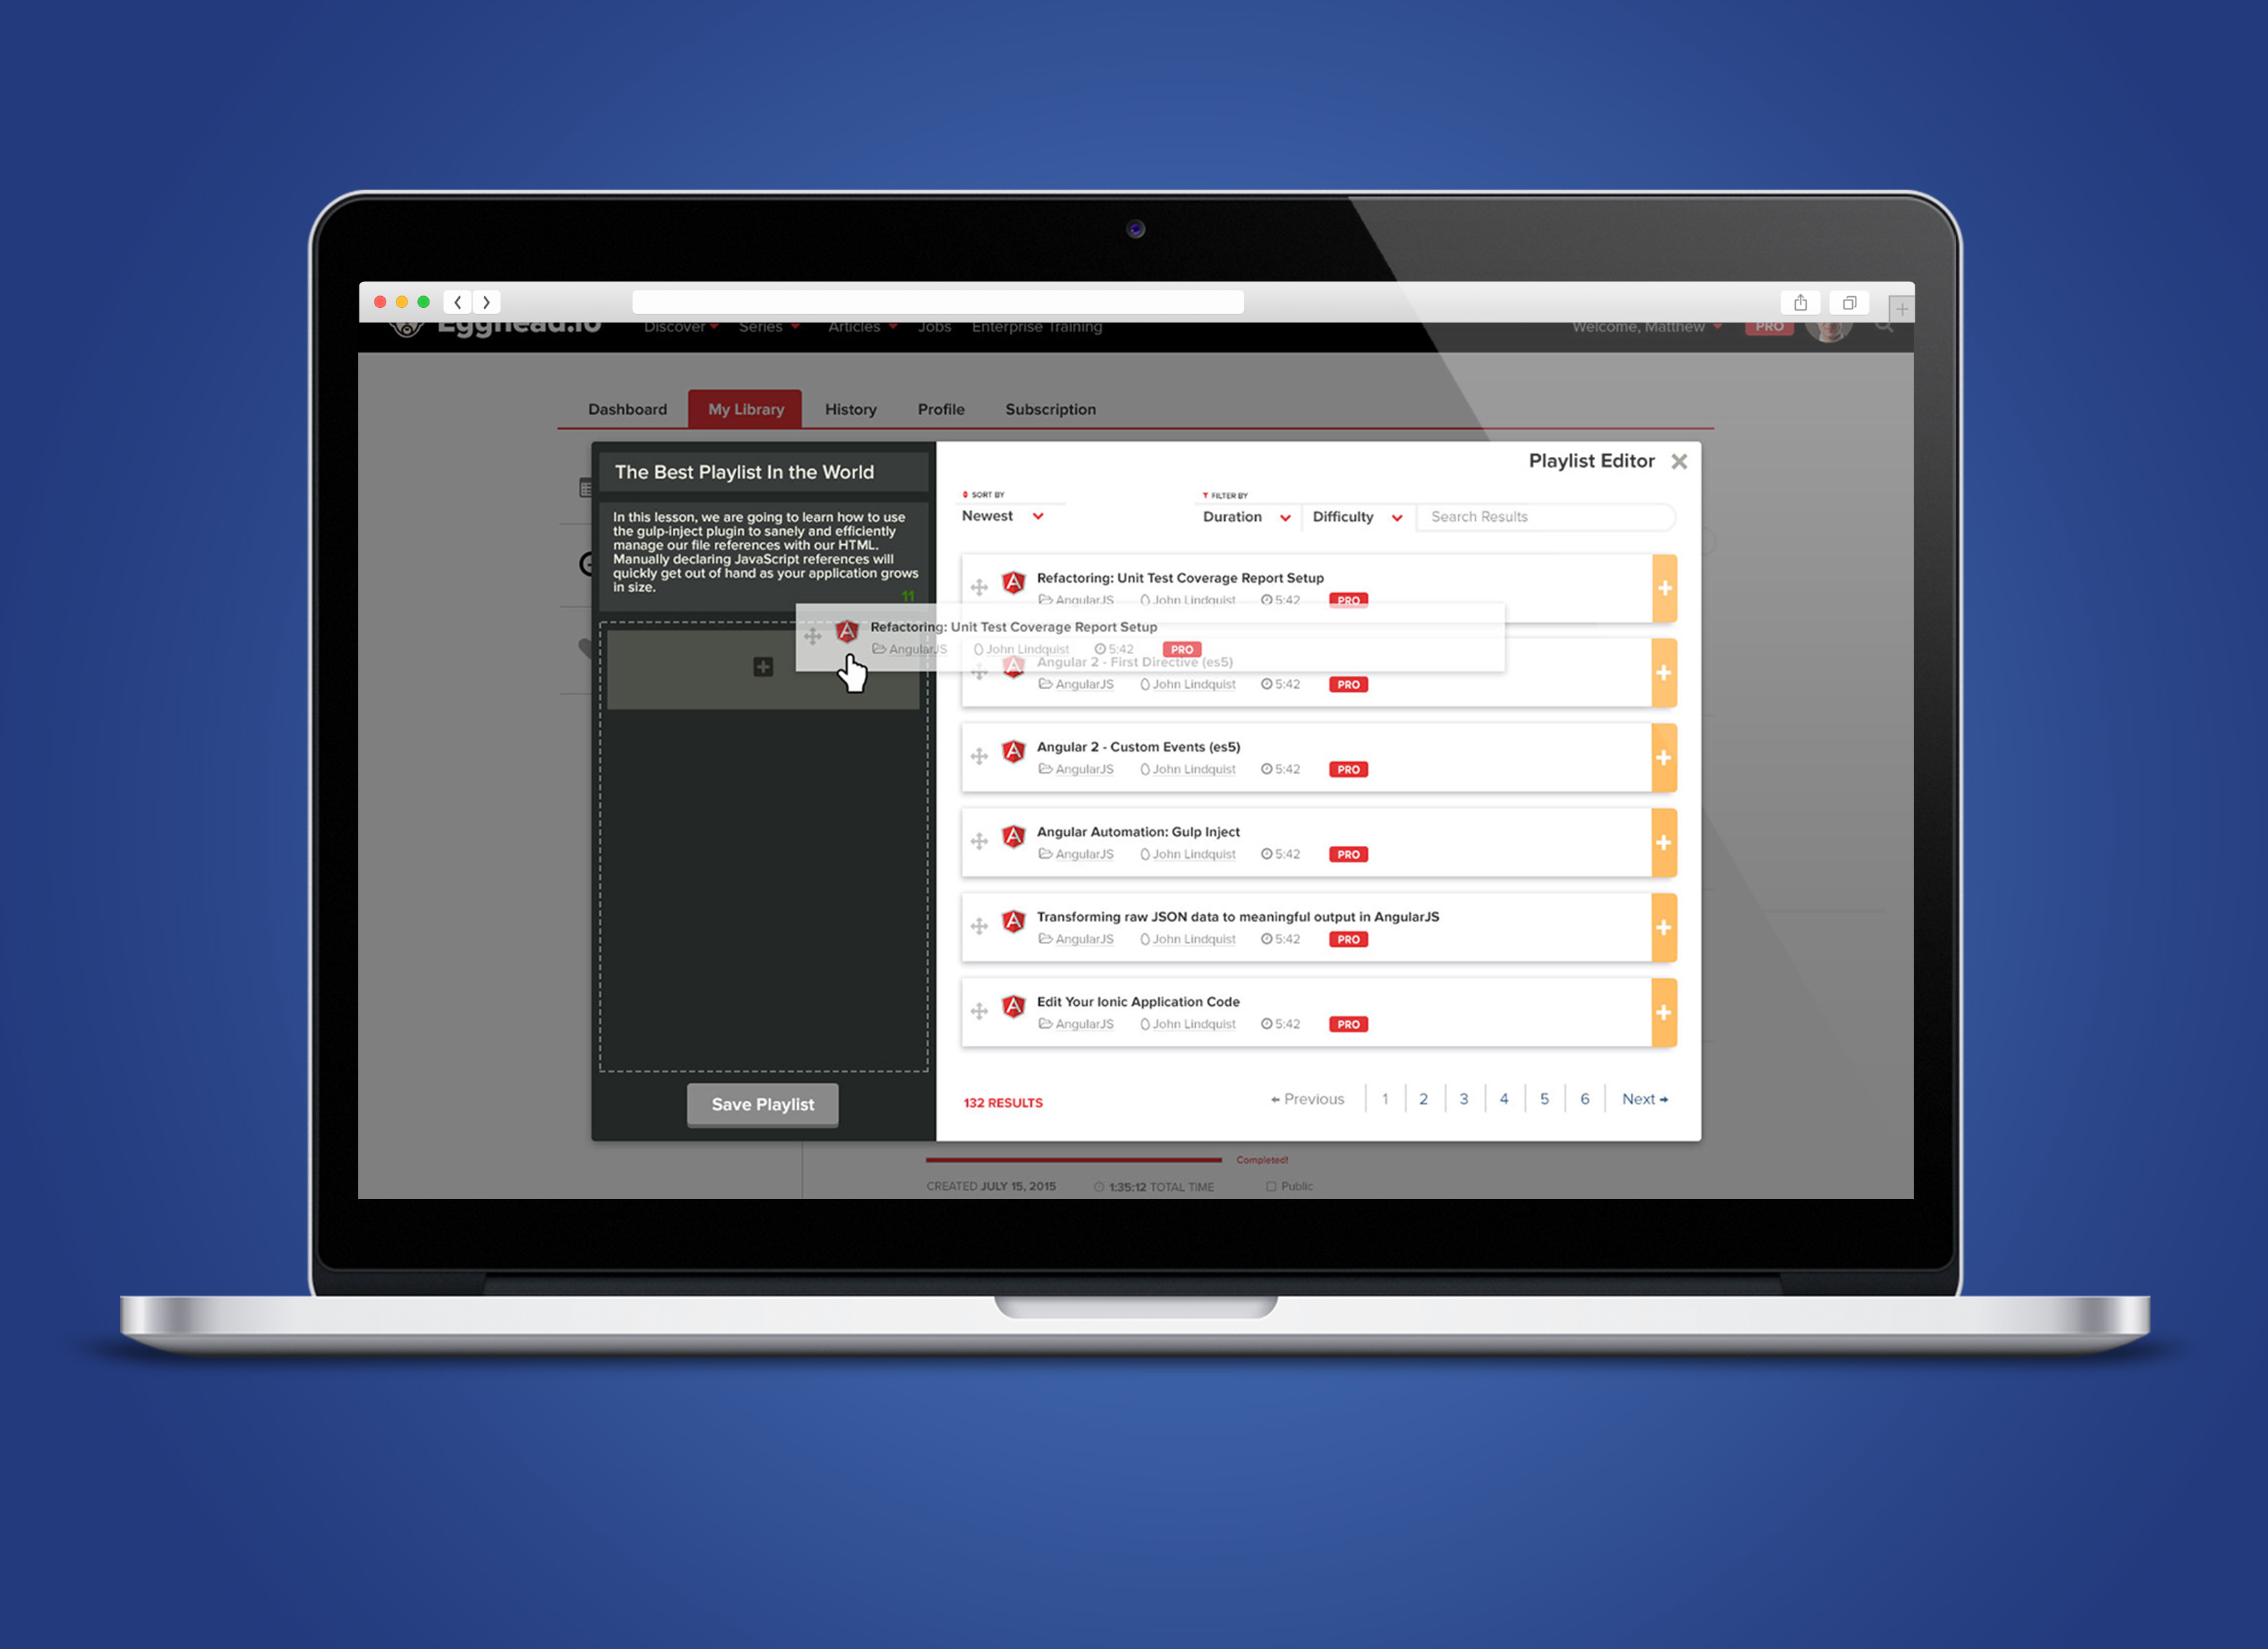 Egghead.io Discover Series Articles Jobs Enterprise Training Welcome, Matthew PRO
Dashboard My Library History Profile Subscription
The Best Playlist In the World
In this lesson, we are going to learn how to use
the gulp-inject plugin to sanely and efficiently
manage our file references with our HTML.
Manually declaring JavaScript references will
quickly get out of hand as your application grows
in size.
11
Save Playlist
Playlist Editor
SORT BY
Newest
FILTER BY
Duration Difficulty Search Results
Refactoring: Unit Test Coverage Report Setup
AngularJS John Lindquist 5:42 PRO
Refactoring: Unit Test Coverage Report Setup
AngularJS John Lindquist 5:42 PRO
Angular 2 - First Directive (es5)
AngularJS John Lindquist 5:42 PRO
Angular 2 - Custom Events (es5)
AngularJS John Lindquist 5:42 PRO
Angular Automation: Gulp Inject
AngularJS John Lindquist 5:42 PRO
Transforming raw JSON data to meaningful output in AngularJS
AngularJS John Lindquist 5:42 PRO
Edit Your Ionic Application Code
AngularJS John Lindquist 5:42 PRO
132 RESULTS
Previous 1 2 3 4 5 6 Next
Completed!
CREATED JULY 15, 2015 1:35:12 TOTAL TIME Public